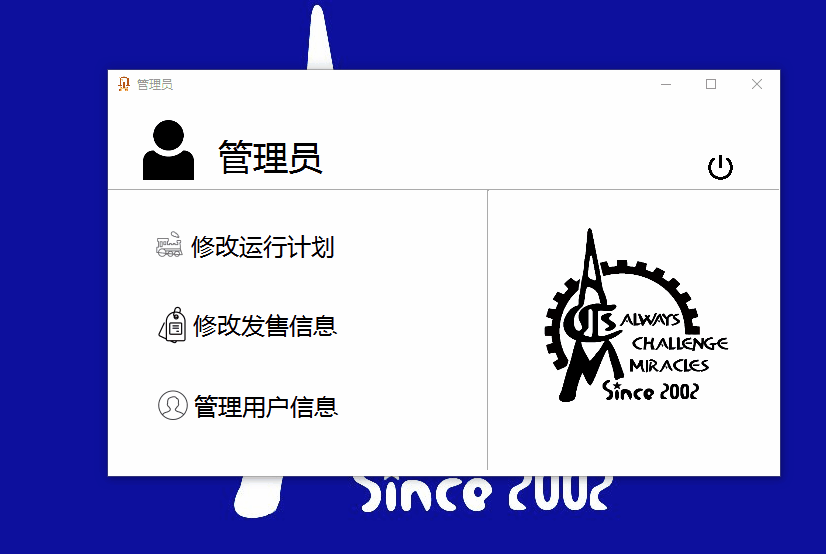 管理员
管理员
修改运行计划
修改发售信息
管理用户信息
ALWAYS
CHALLENGE
MIRACLES
Since 2002
Since 2002